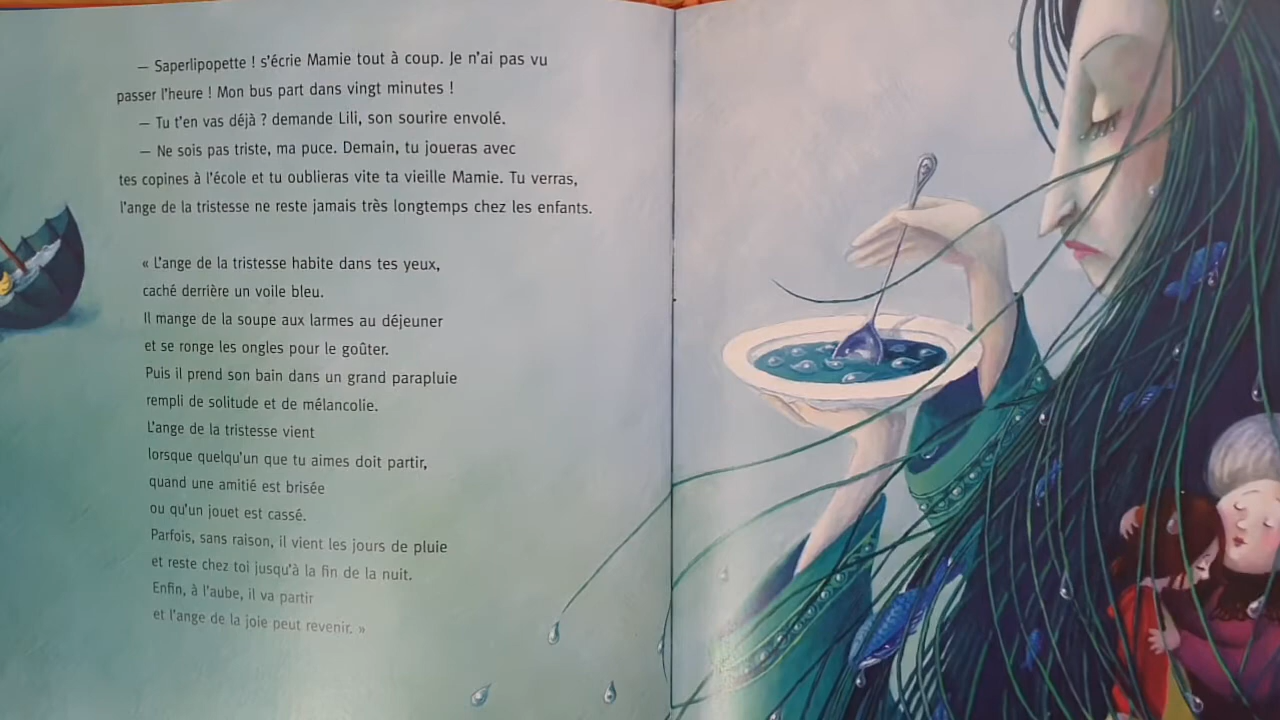 – Saperlipopette ! s'écrie Mamie tout à coup. Je n'ai pas vu
passer l'heure ! Mon bus part dans vingt minutes !
– Tu t'en vas déjà ? demande Lili, son sourire envolé.
– Ne sois pas triste, ma puce. Demain, tu joueras avec
tes copines à l'école et tu oublieras vite ta vieille Mamie. Tu verras,
l'ange de la tristesse ne reste jamais très longtemps chez les enfants.
« L'ange de la tristesse habite dans tes yeux,
caché derrière un voile bleu.
Il mange de la soupe aux larmes au déjeuner
et se ronge les ongles pour le goûter.
Puis il prend son bain dans un grand parapluie
rempli de solitude et de mélancolie.
L'ange de la tristesse vient
lorsque quelqu'un que tu aimes doit partir,
quand une amitié est brisée
ou qu'un jouet est cassé.
Parfois, sans raison, il vient les jours de pluie
et reste chez toi jusqu'à la fin de la nuit.
Enfin, à l'aube, il va partir
et l'ange de la joie peut revenir. »